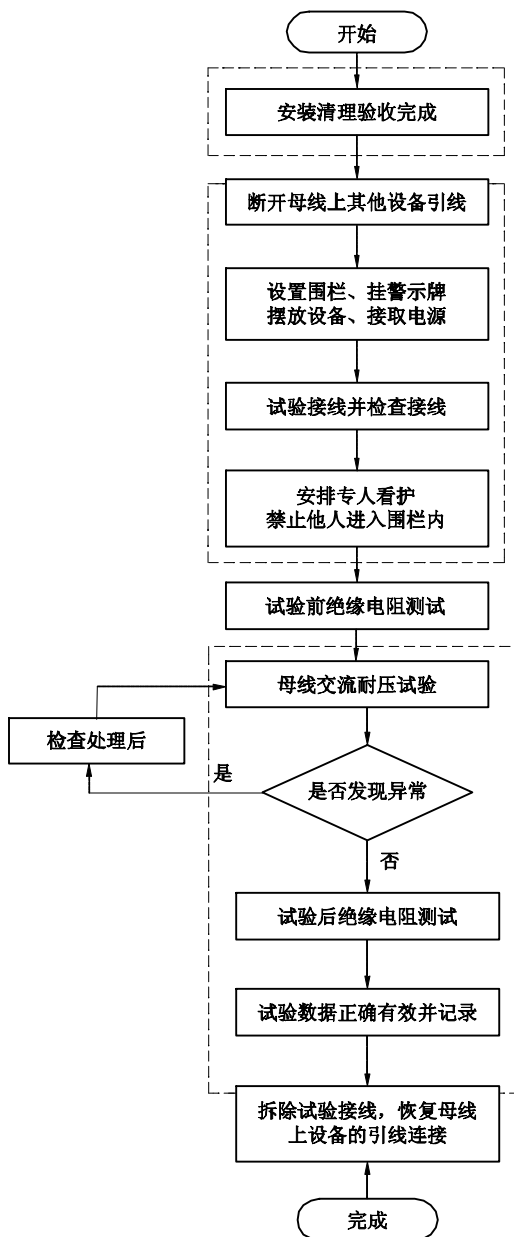 开始
安装清理验收完成
断开母线上其他设备引线
设置围栏、挂警示牌
摆放设备、接取电源
试验接线并检查接线
安排专人看护
禁止他人进入围栏内
试验前绝缘电阻测试
母线交流耐压试验
检查处理后
是
是否发现异常
否
试验后绝缘电阻测试
试验数据正确有效并记录
拆除试验接线，恢复母线
上设备的引线连接
完成